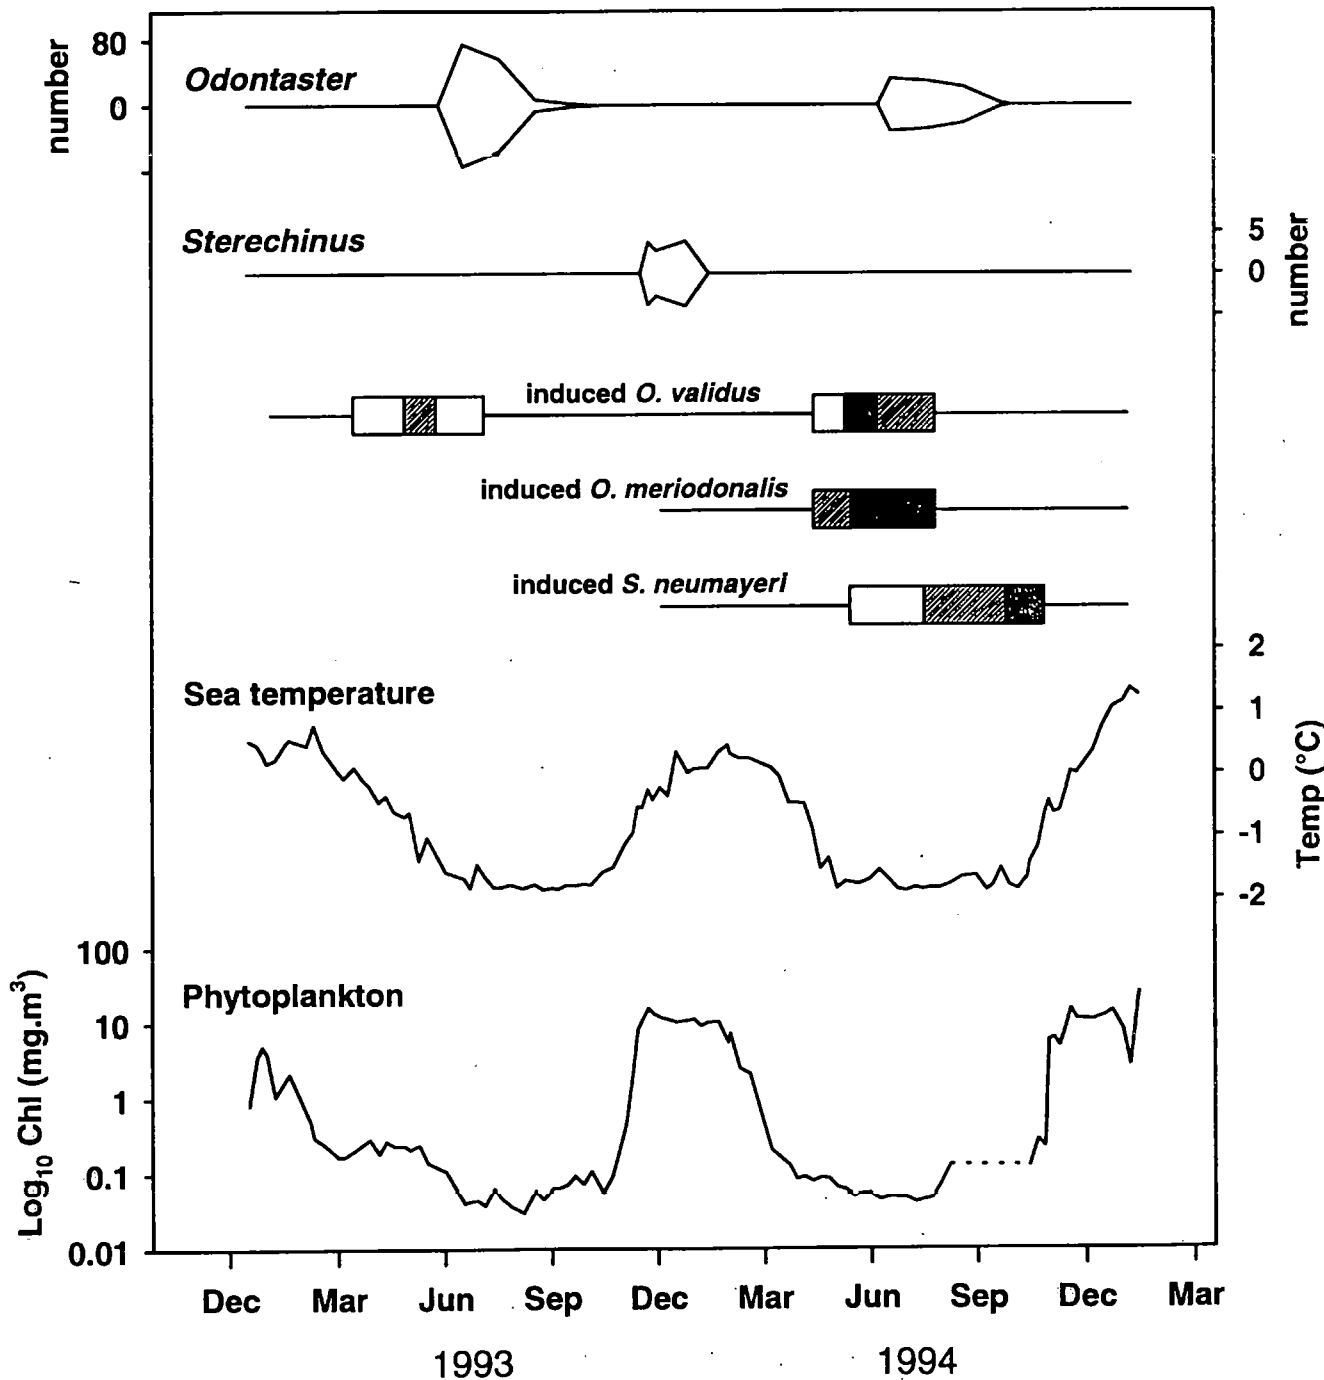 number
80
0
Odontaster
Sterechinus
5
0
number
induced O. validus
induced O. meriodonalis
induced S. neumayeri
Sea temperature
2
1
0
-1
-2
Temp (°C)
Phytoplankton
Log10 Chl (mg.m3)
100
10
1
0.1
0.01
Dec Mar Jun Sep Dec Mar Jun Sep Dec Mar
1993 1994